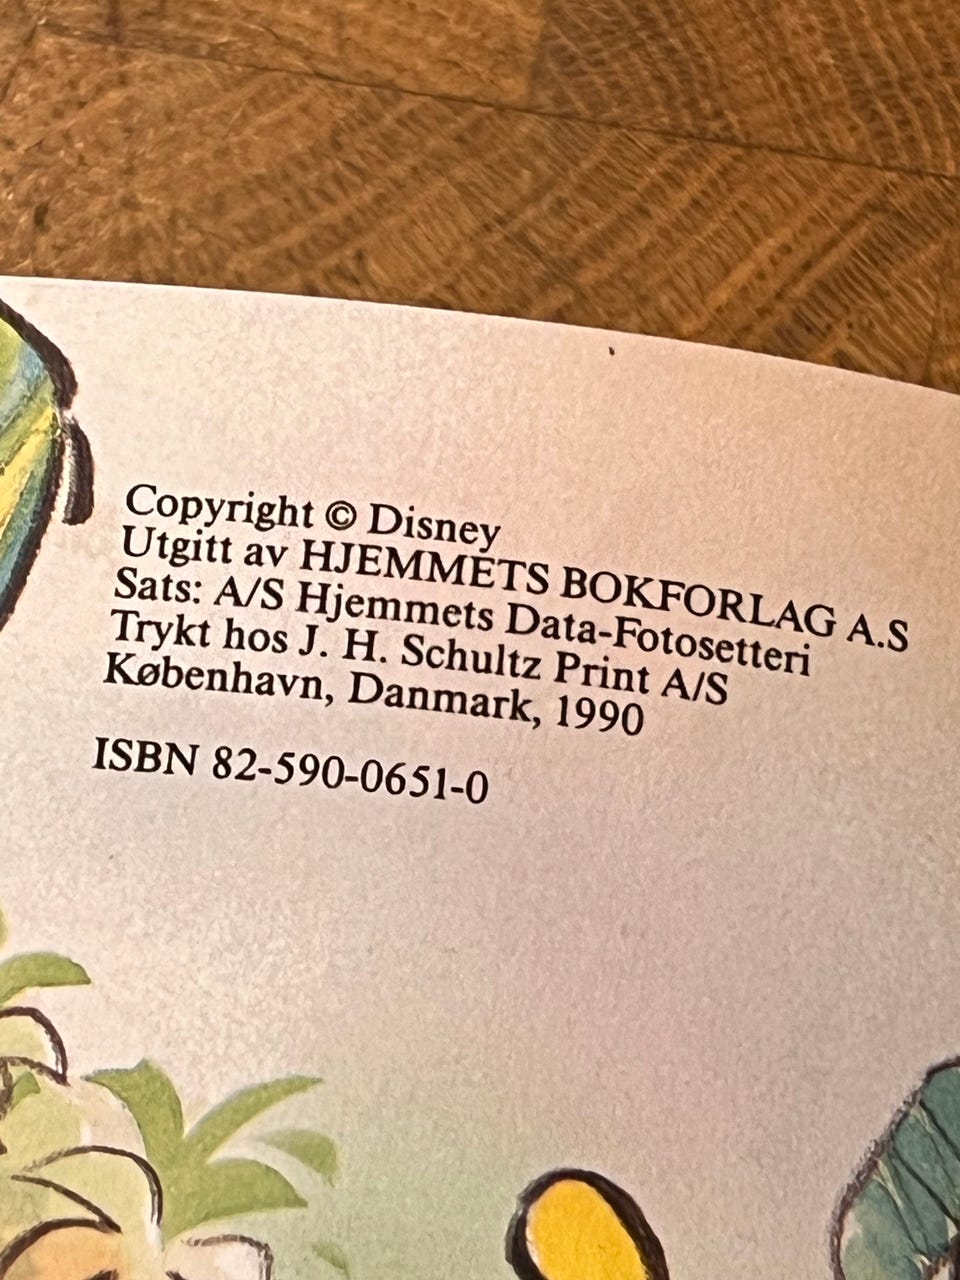 Copyright © Disney
Utgitt av HJEMMETS BOKFORLAG A.S
Sats: A/S Hjemmets Data-Fotosetteri
Trykt hos J. H. Schultz Print A/S
København, Danmark, 1990
ISBN 82-590-0651-0